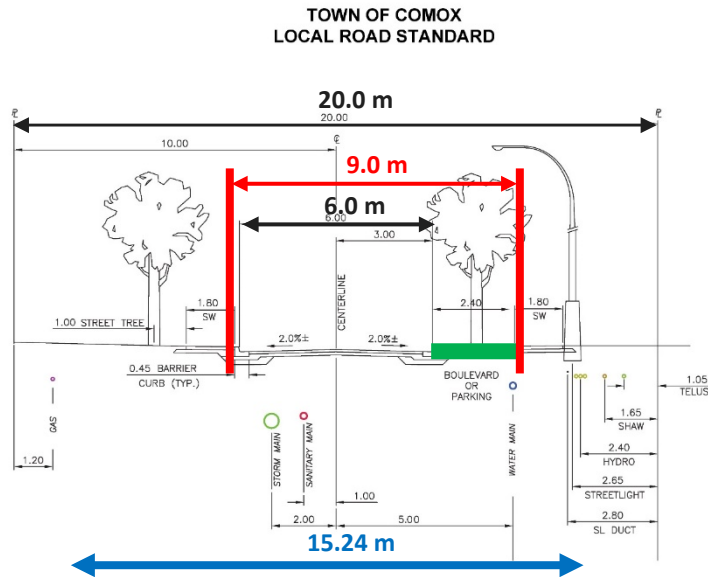 TOWN OF COMOX
LOCAL ROAD STANDARD
20.0 m
20.00
10.00
9.0 m
6.0 m
6.00
3.00
CENTERLINE
1.80
SW
2.40
1.80
SW
1.00 STREET TREE
2.0%±
2.0%±
0.45 BARRIER
CURB (TYP.)
BOULEVARD
OR
PARKING
1.05
TELUS
GAS
STORM MAIN
SANITARY MAIN
WATER MAIN
1.65
SHAW
1.20
2.40
HYDRO
1.00
2.65
STREETLIGHT
2.00
5.00
2.80
SL DUCT
15.24 m